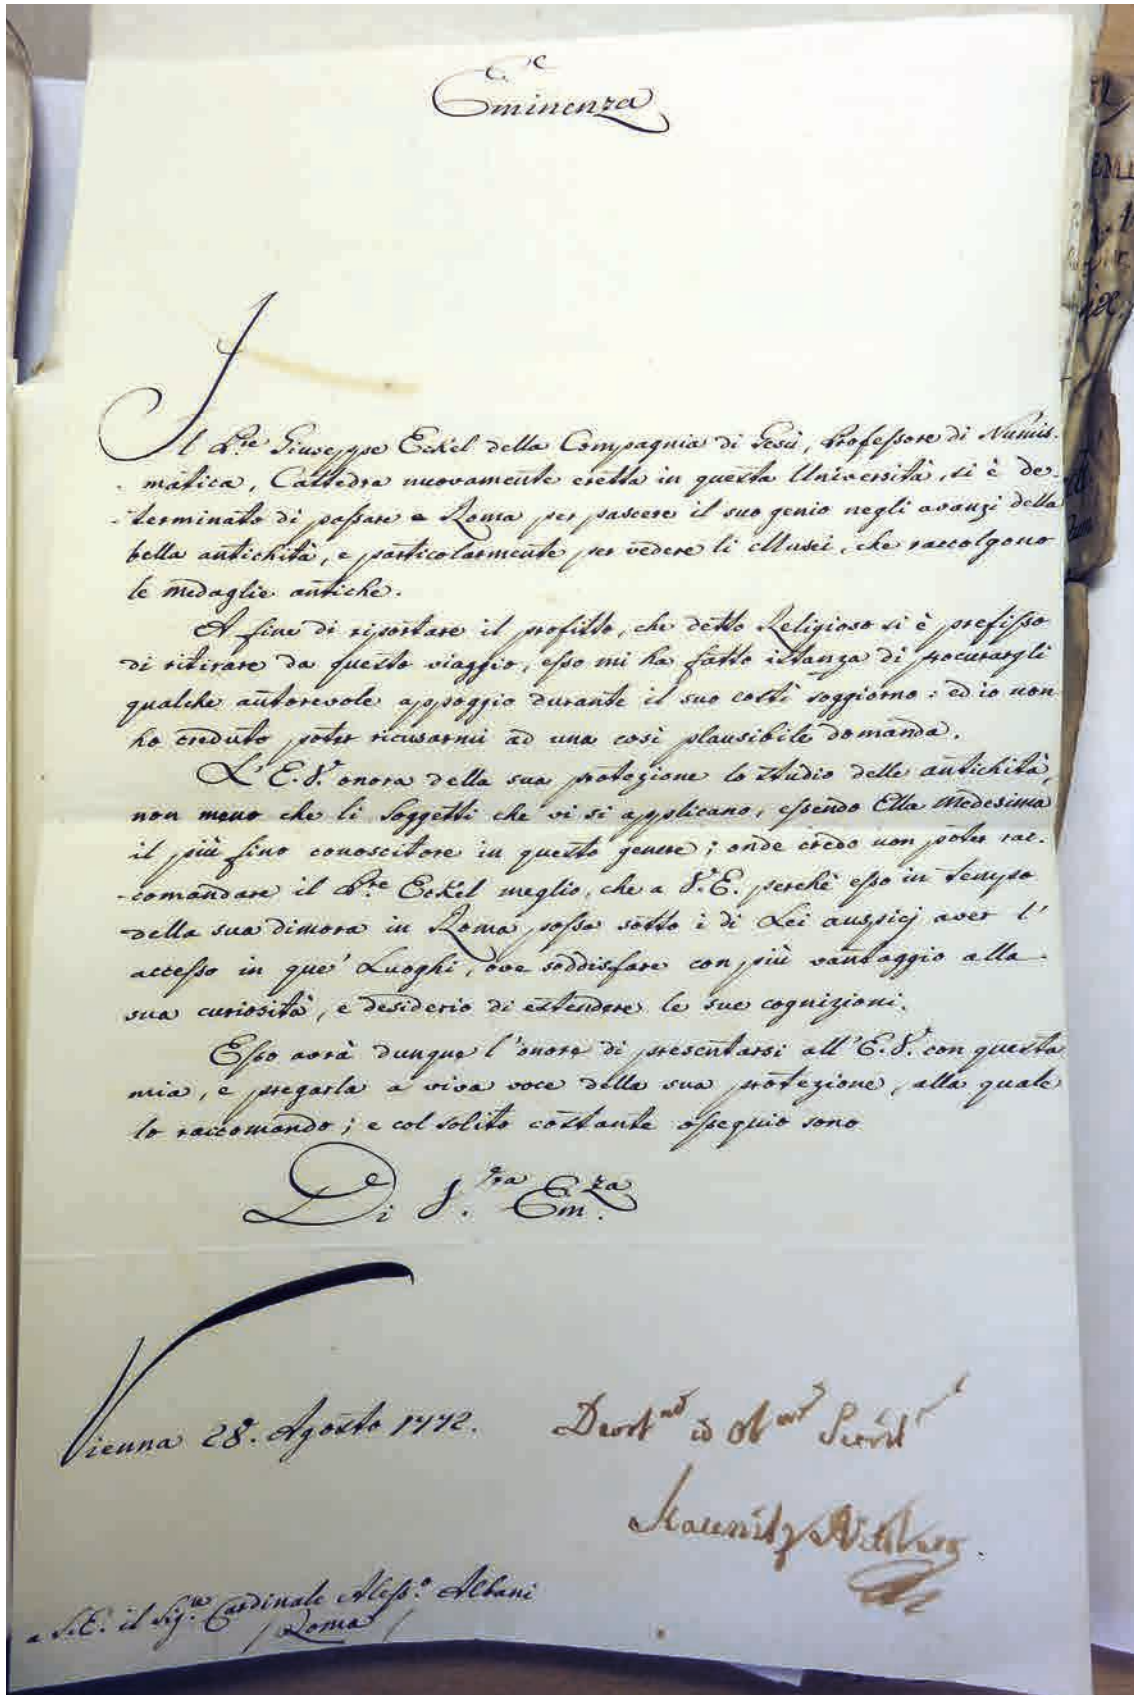 Eminenza
Il Pre Giuseppe Eckel della Compagnia di Gesù, Professore di Numis-
matica, Cattedra nuovamente eretta in questa Università, si è de-
-terminato di passare a Roma per pascere il suo genio negli avanzi della
bella antichità, e particolarmente per vedere li Musei, che raccolgono
le medaglie antiche.
A fine di riportare il profitto, che detto Religioso si è prefisso
di ritirare da questo viaggio, esso mi ha fatto istanza di procurargli
qualche autorevole appoggio durante il suo costì soggiorno: ed io non
ho creduto poter ricusarmi ad una così plausibile domanda.
L'E.V. onora della sua protezione lo studio delle antichità,
non meno che li Soggetti che vi si applicano, essendo Ella medesima
il più fino conoscitore in questo genere; onde credo non poter rac-
-comandare il Pre Eckel meglio, che a V.E. perchè esso in tempo
della sua dimora in Roma possa sotto i di Lei auspicj aver l'
accesso in que' Luoghi, ove soddisfare con più vantaggio alla
sua curiosità, e desiderio di estendere le sue cognizioni.
Esso avrà dunque l'onore di presentarsi all'E.V. con questa
mia, e pregarla a viva voce della sua protezione, alla quale
lo raccomando; e col solito costante ossequio sono
Di V.ra Em.za
Vienna 28. Agosto 1772.
Kaunitz Rittberg
a S.E. il Sig.re Cardinale Aless.o Albani
/ Roma /